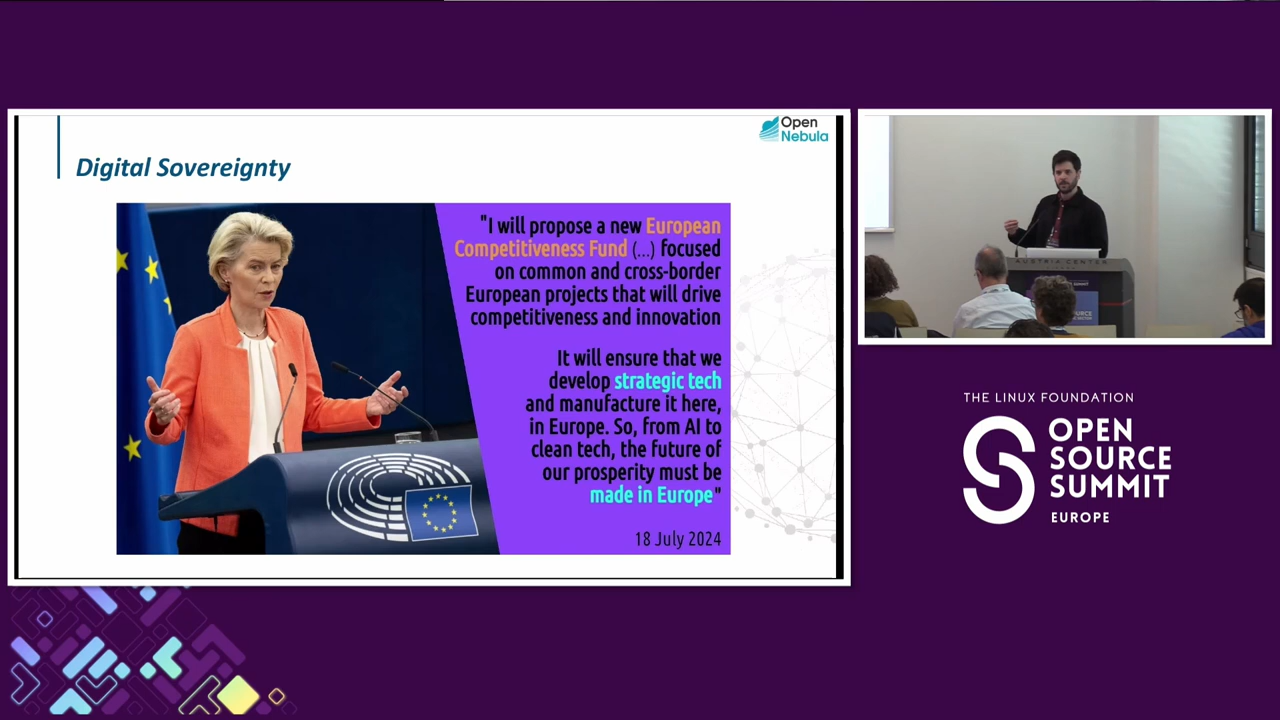 Open
Nebula
Digital Sovereignty
"I will propose a new European
Competitiveness Fund (...) focused
on common and cross-border
European projects that will drive
competitiveness and innovation
It will ensure that we
develop strategic tech
and manufacture it here,
in Europe. So, from AI to
clean tech, the future of
our prosperity must be
made in Europe"
18 July 2024
AUSTRIA CENTER
THE LINUX FOUNDATION
OPEN
SOURCE
SUMMIT
EUROPE